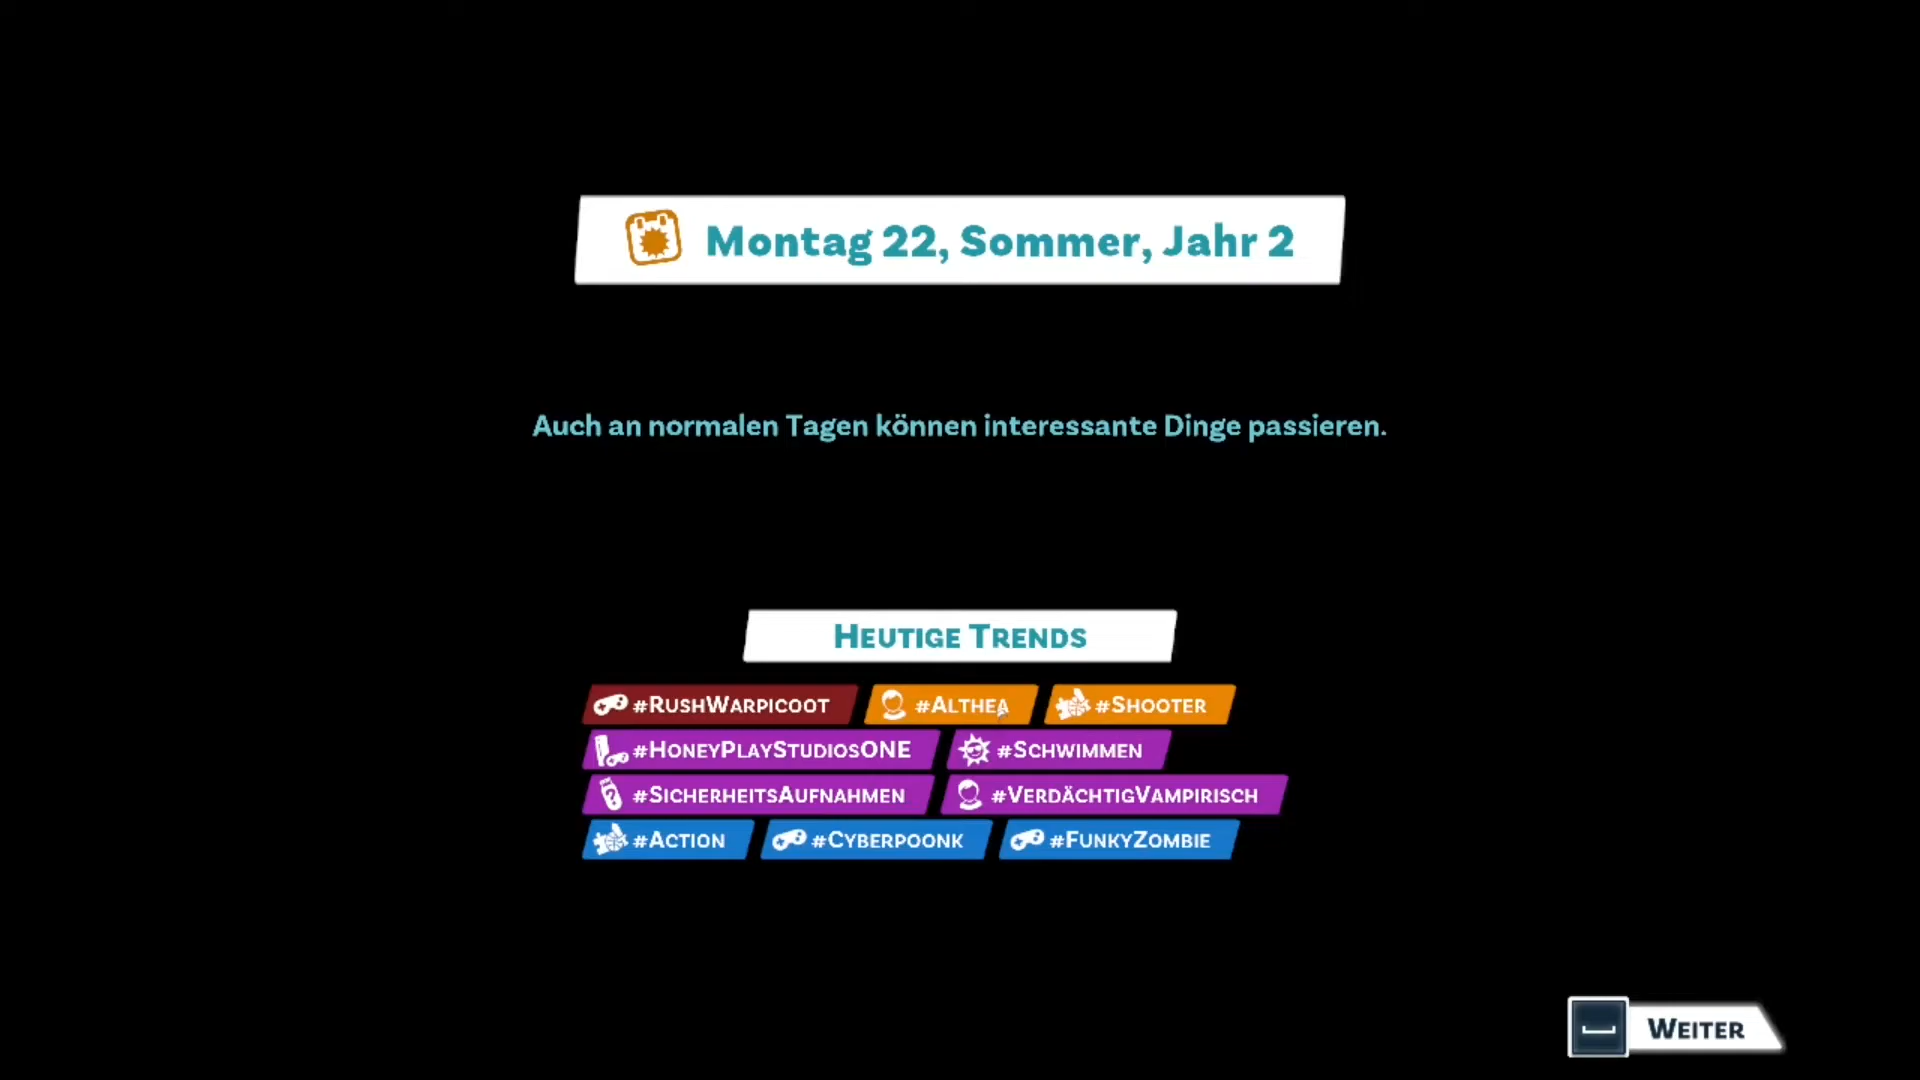 Montag 22, Sommer, Jahr 2
Auch an normalen Tagen können interessante Dinge passieren.
Heutige Trends
#RushWarpicoot #Althea #Shooter
#HoneyPlayStudiosONE #Schwimmen
#SicherheitsAufnahmen #VerdächtigVampirisch
#Action #Cyberpoonk #FunkyZombie
Weiter